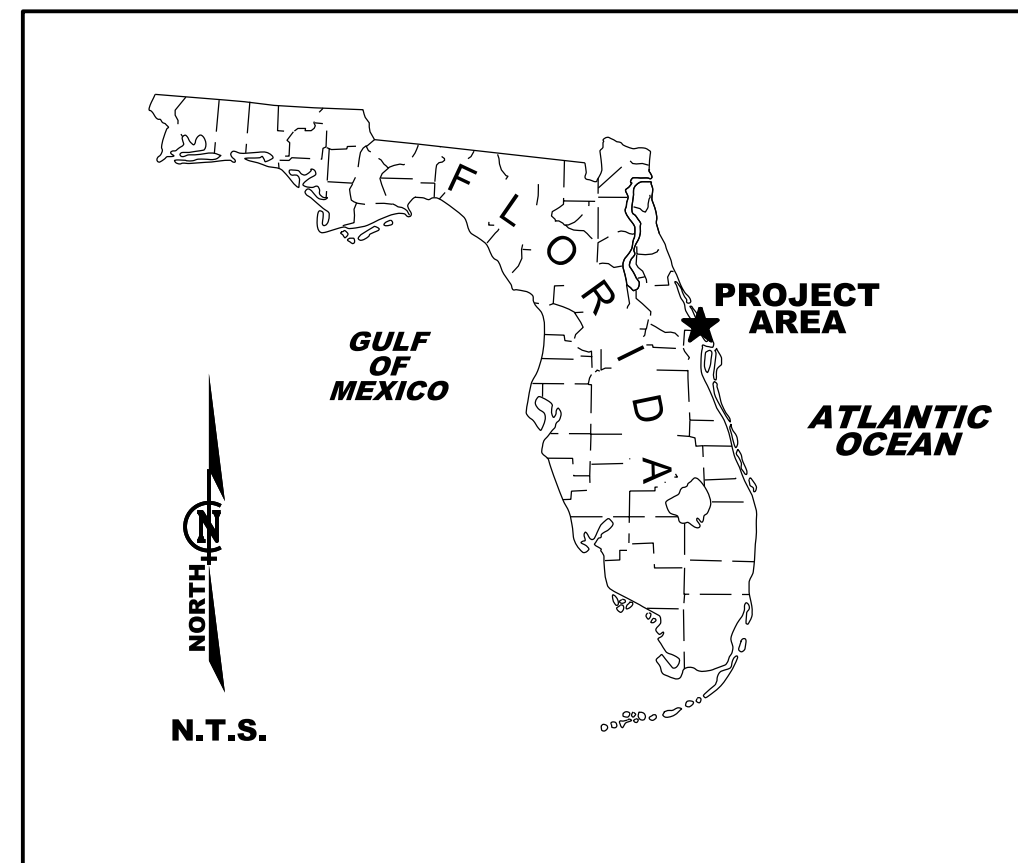 FLORIDA
PROJECT
AREA
GULF
OF
MEXICO
ATLANTIC
OCEAN
N
NORTH
N.T.S.